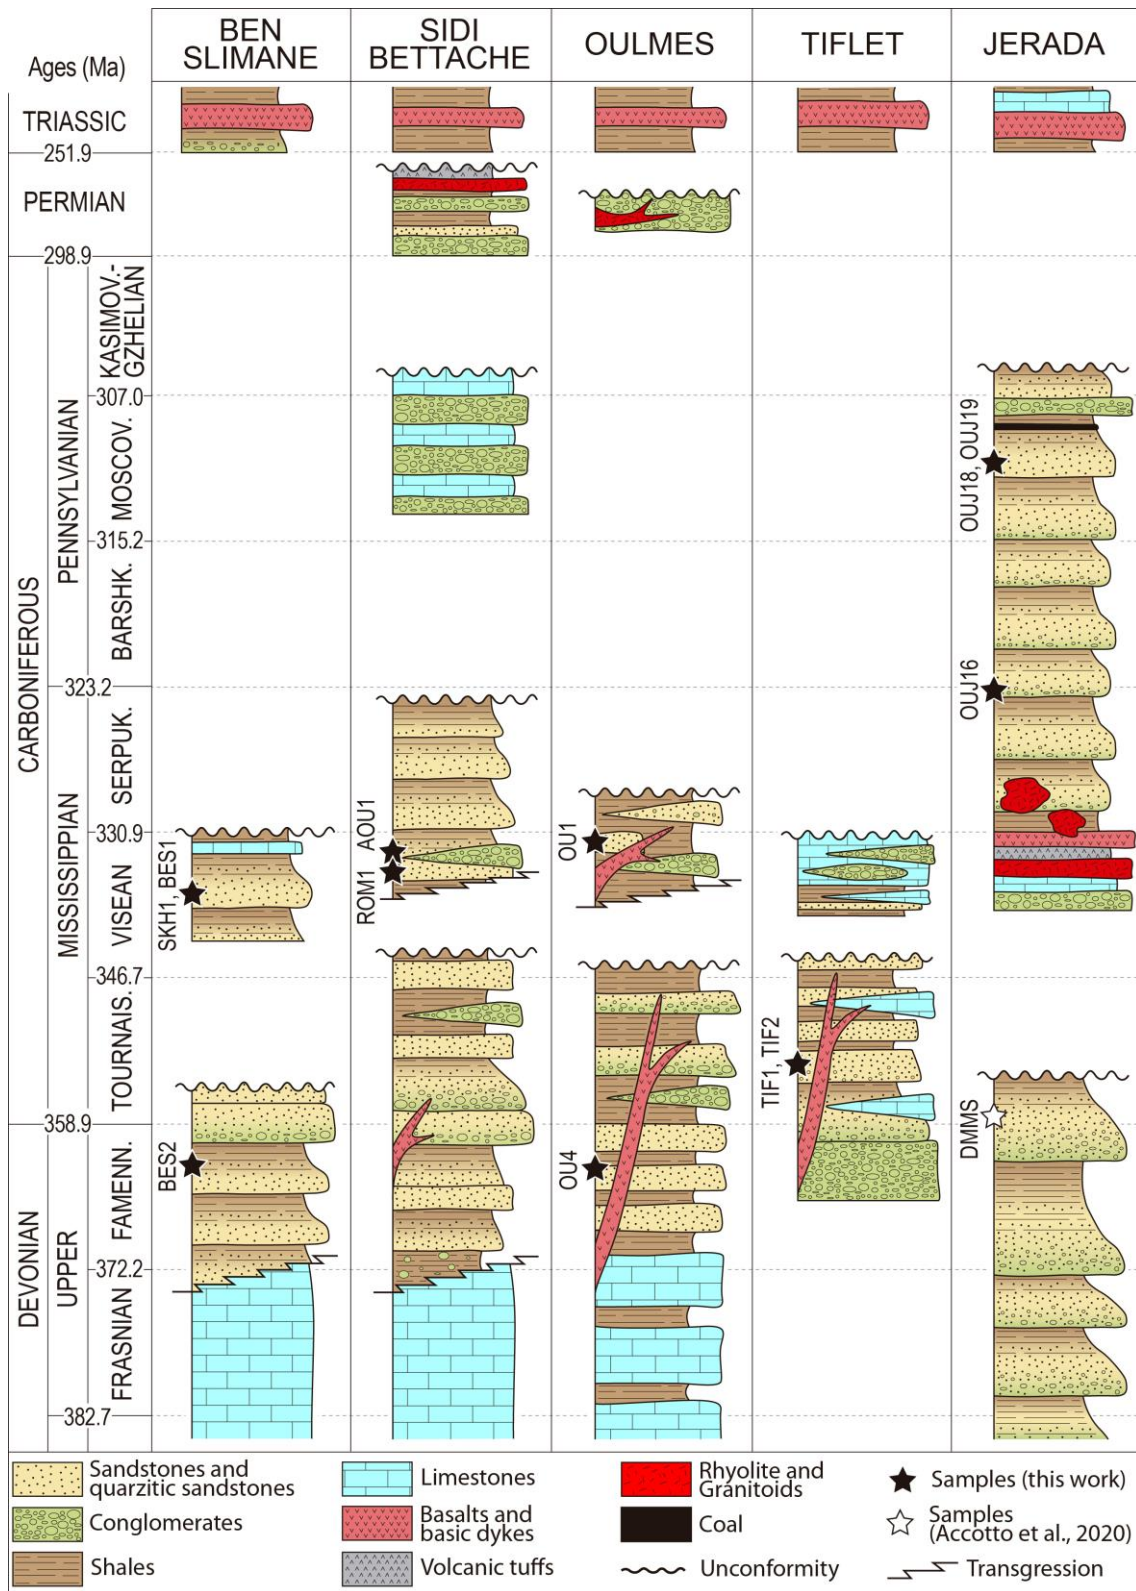 BEN
SLIMANE
SIDI
BETTACHE
OULMES
TIFLET
JERADA
Ages (Ma)
TRIASSIC
251.9
PERMIAN
298.9
CARBONIFEROUS
PENNSYLVANIAN
KASIMOV.-
GZHELIAN
307.0
MOSCOV.
315.2
BARSHK.
323.2
MISSISSIPPIAN
SERPUK.
330.9
VISEAN
346.7
TOURNAIS.
358.9
DEVONIAN
UPPER
FAMENN.
372.2
FRASNIAN
382.7
SKH1, BES1
BES2
AOU1
ROM1
OU1
OU4
TIF1, TIF2
OUJ18, OUJ19
OUJ16
DMMS
Sandstones and
quarzitic sandstones
Conglomerates
Shales
Limestones
Basalts and
basic dykes
Volcanic tuffs
Rhyolite and
Granitoids
Coal
Unconformity
Samples (this work)
Samples
(Accotto et al., 2020)
Transgression